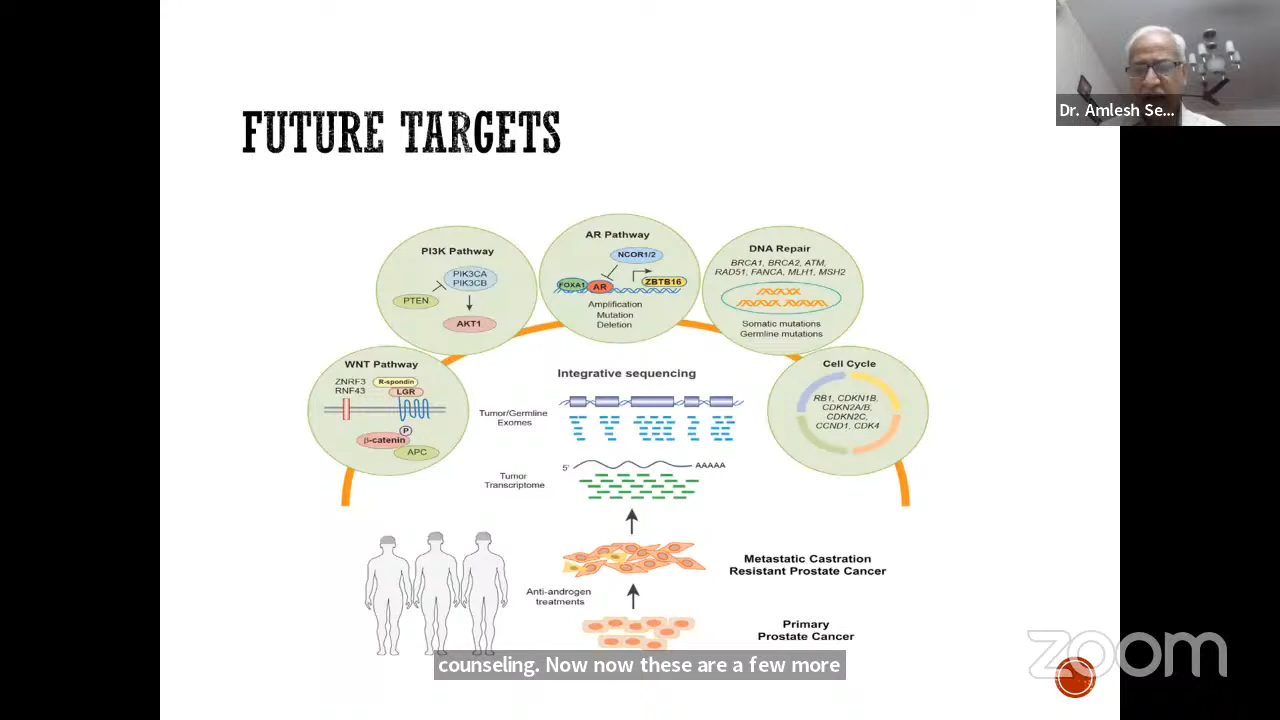 Dr. Amlesh Se...
FUTURE TARGETS
AR Pathway
NCOR1/2
FOXA1
AR
ZBTB16
Amplification
Mutation
Deletion
PI3K Pathway
PIK3CA
PIK3CB
PTEN
AKT1
DNA Repair
BRCA1, BRCA2, ATM,
RAD51, FANCA, MLH1, MSH2
Somatic mutations
Germline mutations
WNT Pathway
ZNRF3
RNF43
R-spondin
LGR
P
β-catenin
APC
Cell Cycle
RB1, CDKN1B,
CDKN2A/B,
CDKN2C,
CCND1, CDK4
Integrative sequencing
Tumor/Germline
Exomes
5'
AAAAA
Tumor
Transcriptome
Metastatic Castration
Resistant Prostate Cancer
Anti-androgen
treatments
Primary
Prostate Cancer
counseling. Now now these are a few more
zoom